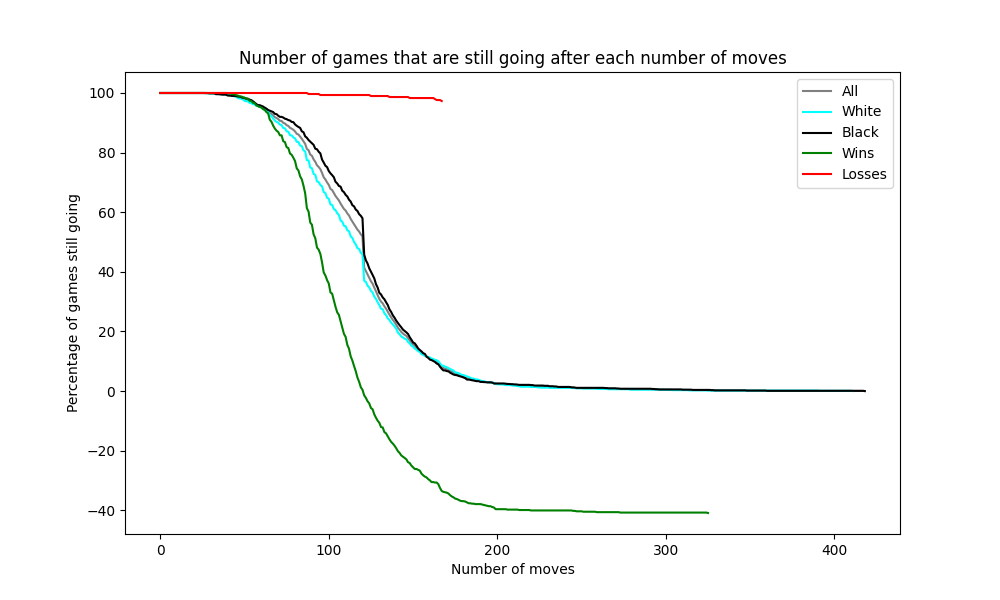 Number of games that are still going after each number of moves
Percentage of games still going
100
80
60
40
20
0
−20
−40
All
White
Black
Wins
Losses
0 100 200 300 400
Number of moves